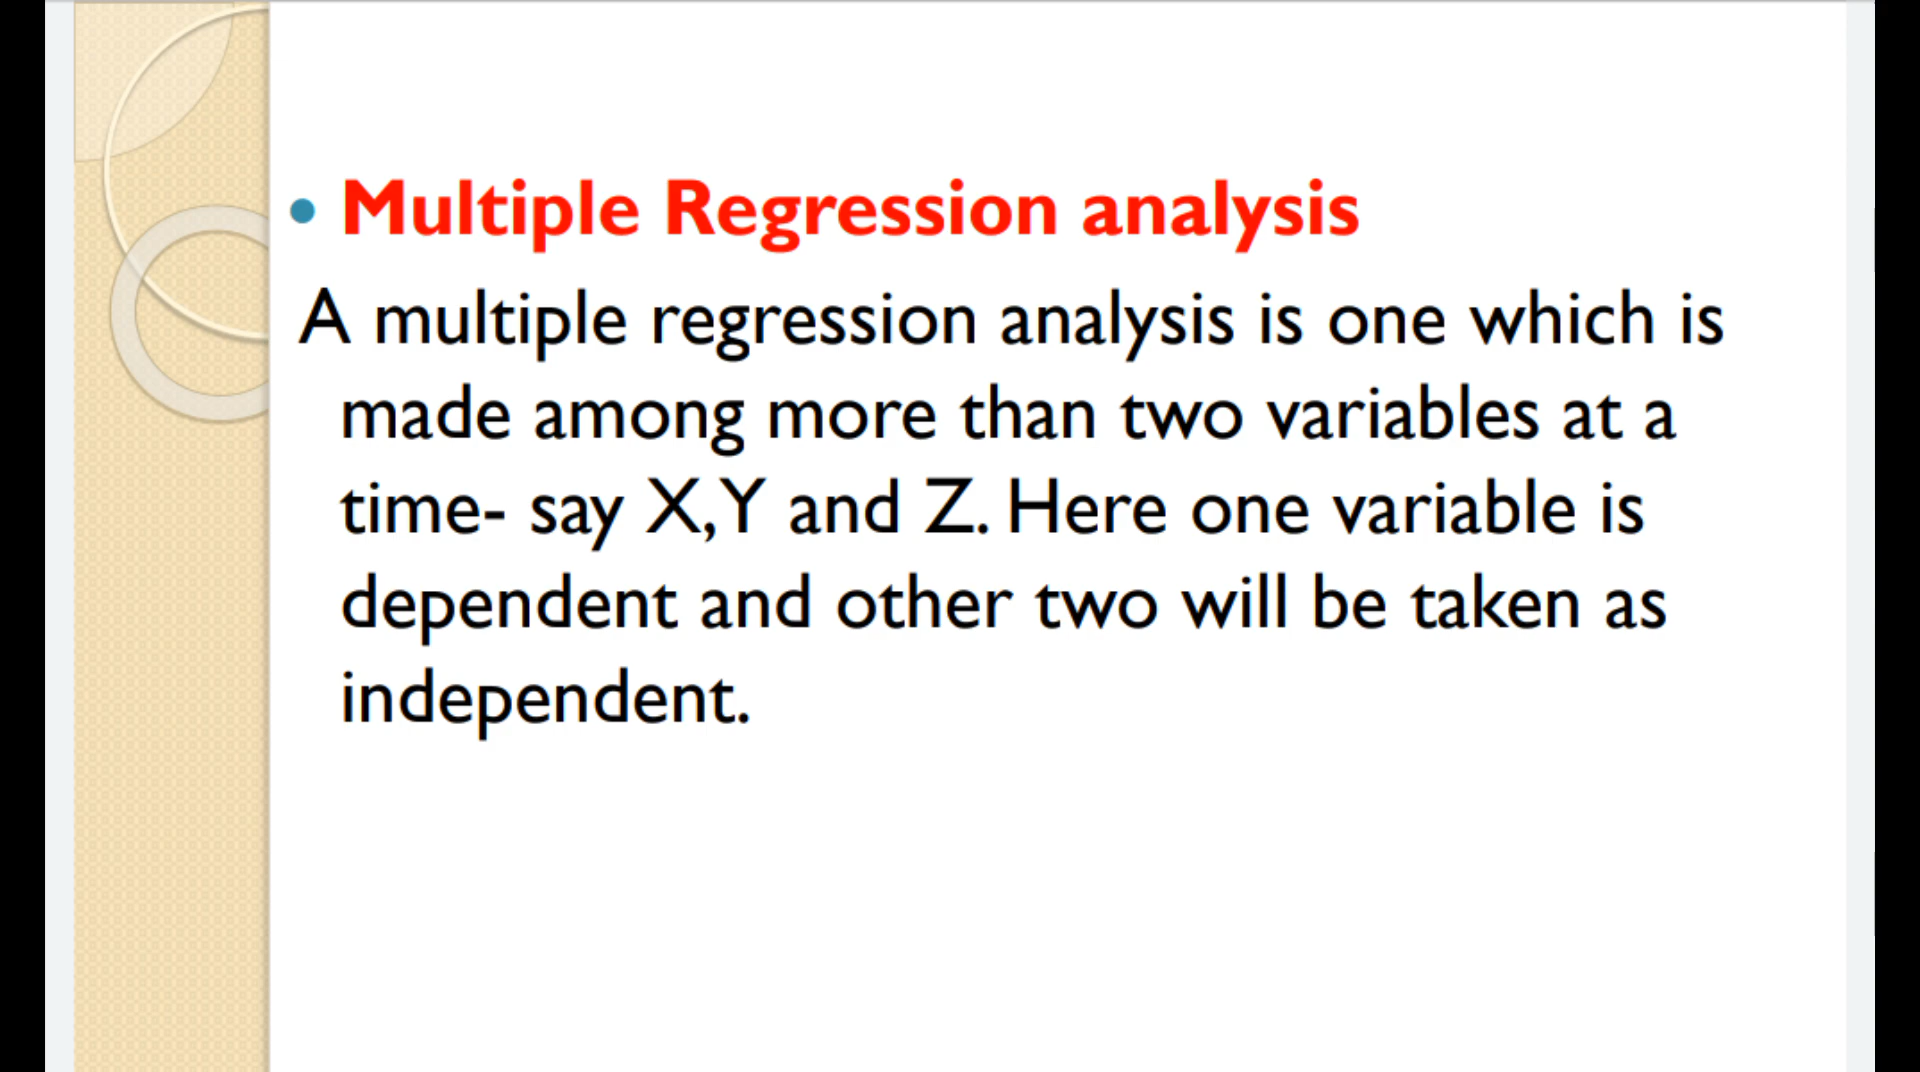 • Multiple Regression analysis
A multiple regression analysis is one which is
made among more than two variables at a
time- say X,Y and Z. Here one variable is
dependent and other two will be taken as
independent.